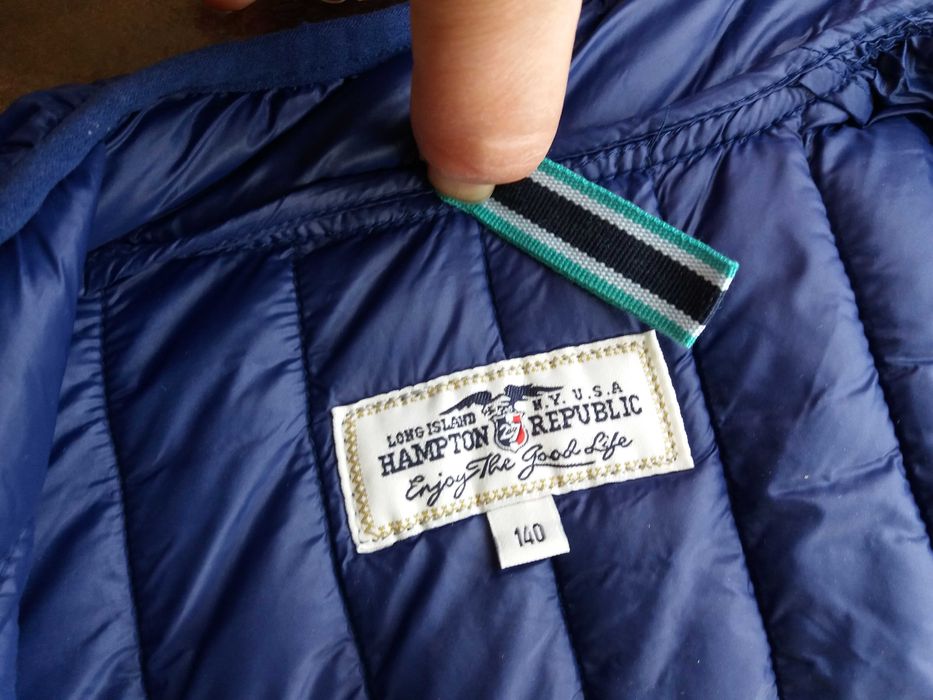 LONG ISLAND N.Y. U.S.A
HAMPTON REPUBLIC
Enjoy The Good Life
140